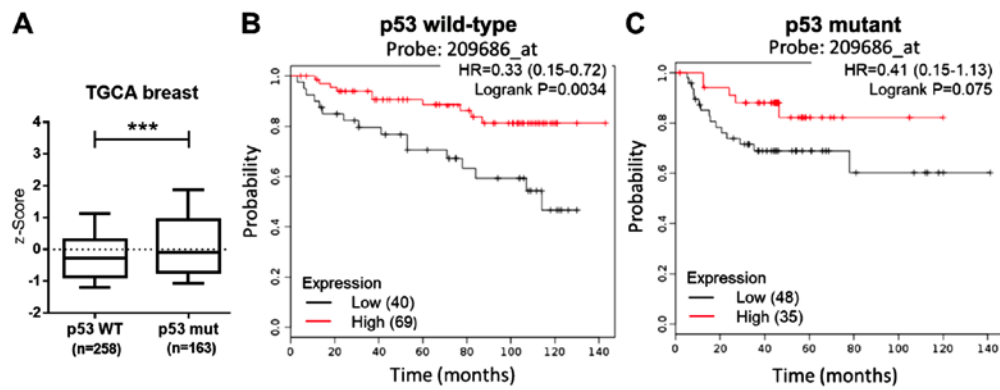 A
TGCA breast
***
z-Score
4
3
2
1
0
-1
-2
p53 WT
(n=258)
p53 mut
(n=163)
B
p53 wild-type
Probe: 209686_at
HR=0.33 (0.15-0.72)
Logrank P=0.0034
Probability
1.0
0.8
0.6
0.4
0.2
0.0
Expression
Low (40)
High (69)
0 20 40 60 80 100 120 140
Time (months)
C
p53 mutant
Probe: 209686_at
HR=0.41 (0.15-1.13)
Logrank P=0.075
Probability
1.0
0.8
0.6
0.4
0.2
0.0
Expression
Low (48)
High (35)
0 20 40 60 80 100 120 140
Time (months)